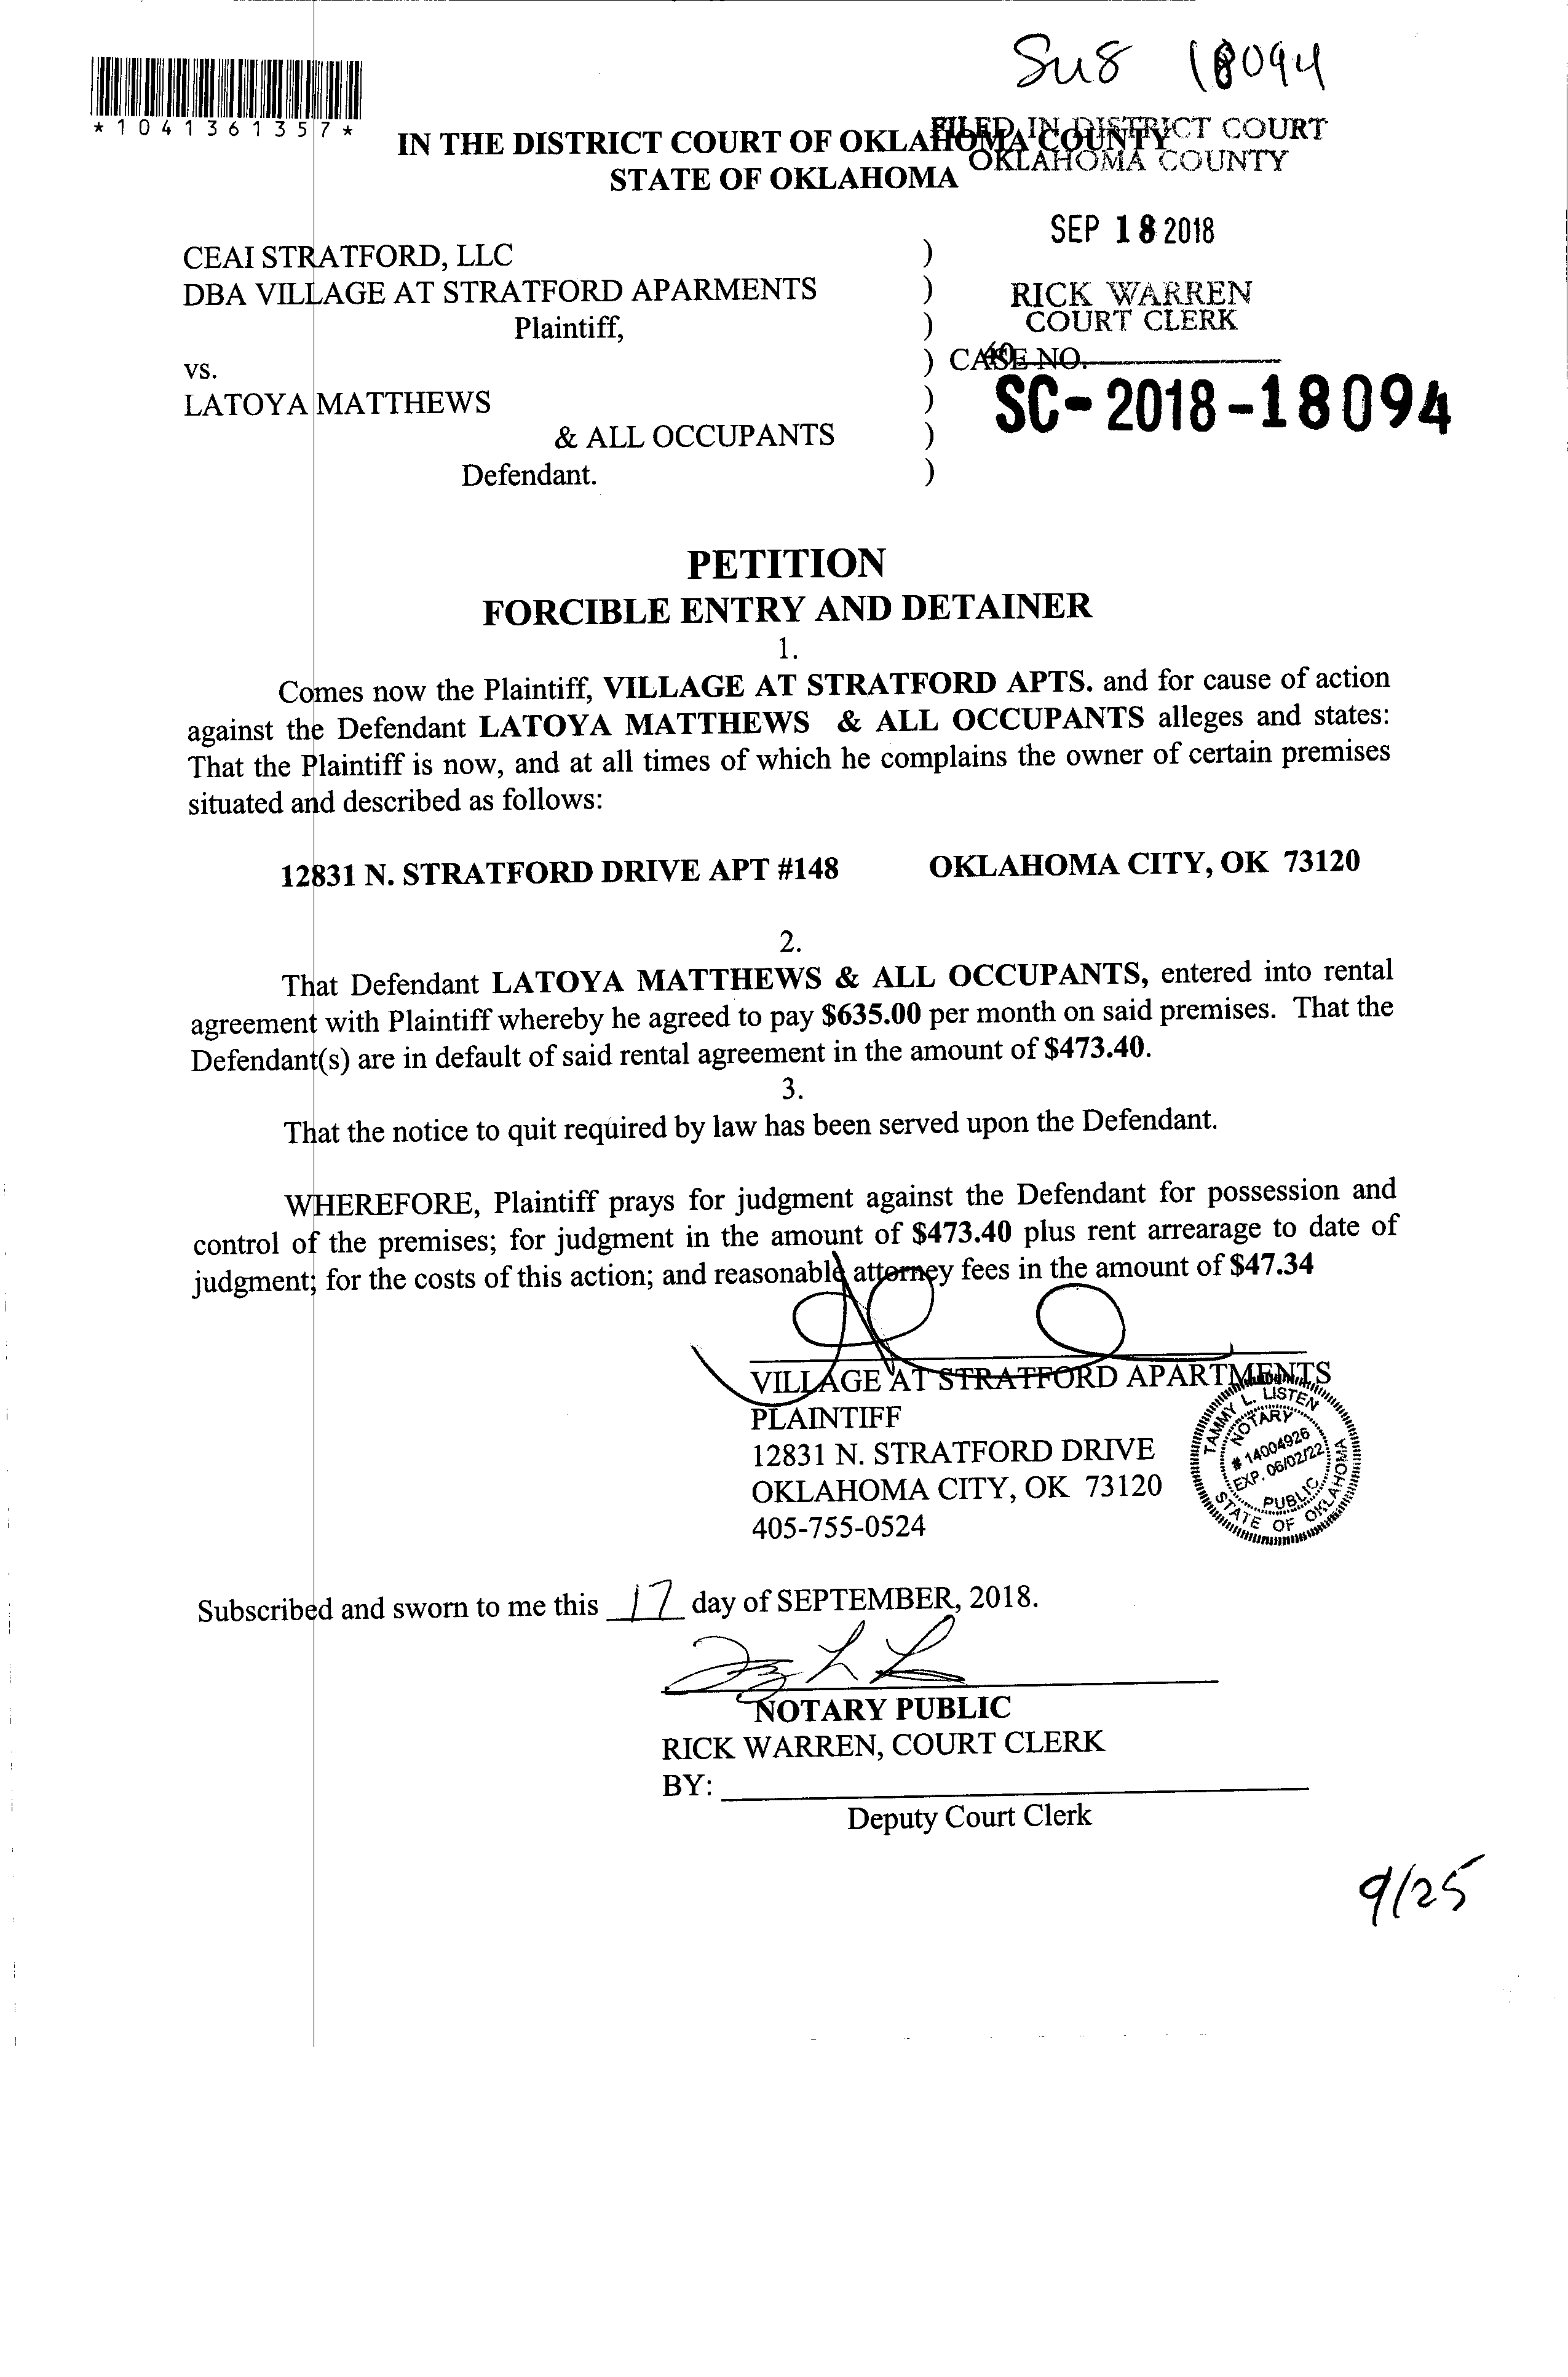 Su8 18094
*1041361357*
IN THE DISTRICT COURT OF OKLAHOMA COUNTY
STATE OF OKLAHOMA
FILED IN DISTRICT COURT
OKLAHOMA COUNTY
SEP 18 2018
RICK WARREN
COURT CLERK
CEAI STRATFORD, LLC )
DBA VILLAGE AT STRATFORD APARMENTS )
Plaintiff, )
vs. ) CASE NO.
LATOYA MATTHEWS ) SC-2018-18094
& ALL OCCUPANTS )
Defendant. )
PETITION
FORCIBLE ENTRY AND DETAINER
1.
Comes now the Plaintiff, VILLAGE AT STRATFORD APTS. and for cause of action
against the Defendant LATOYA MATTHEWS & ALL OCCUPANTS alleges and states:
That the Plaintiff is now, and at all times of which he complains the owner of certain premises
situated and described as follows:
12831 N. STRATFORD DRIVE APT #148 OKLAHOMA CITY, OK 73120
2.
That Defendant LATOYA MATTHEWS & ALL OCCUPANTS, entered into rental
agreement with Plaintiff whereby he agreed to pay $635.00 per month on said premises. That the
Defendant(s) are in default of said rental agreement in the amount of $473.40.
3.
That the notice to quit required by law has been served upon the Defendant.
WHEREFORE, Plaintiff prays for judgment against the Defendant for possession and
control of the premises; for judgment in the amount of $473.40 plus rent arrearage to date of
judgment; for the costs of this action; and reasonable attorney fees in the amount of $47.34
VILLAGE AT STRATFORD APARTMENTS
PLAINTIFF
12831 N. STRATFORD DRIVE
OKLAHOMA CITY, OK 73120
405-755-0524
TAMMY L. LISTEN
NOTARY
# 14004926
EXP. 06/02/22
PUBLIC
STATE OF OKLAHOMA
Subscribed and sworn to me this 17 day of SEPTEMBER, 2018.
NOTARY PUBLIC
RICK WARREN, COURT CLERK
BY:
Deputy Court Clerk
9/25